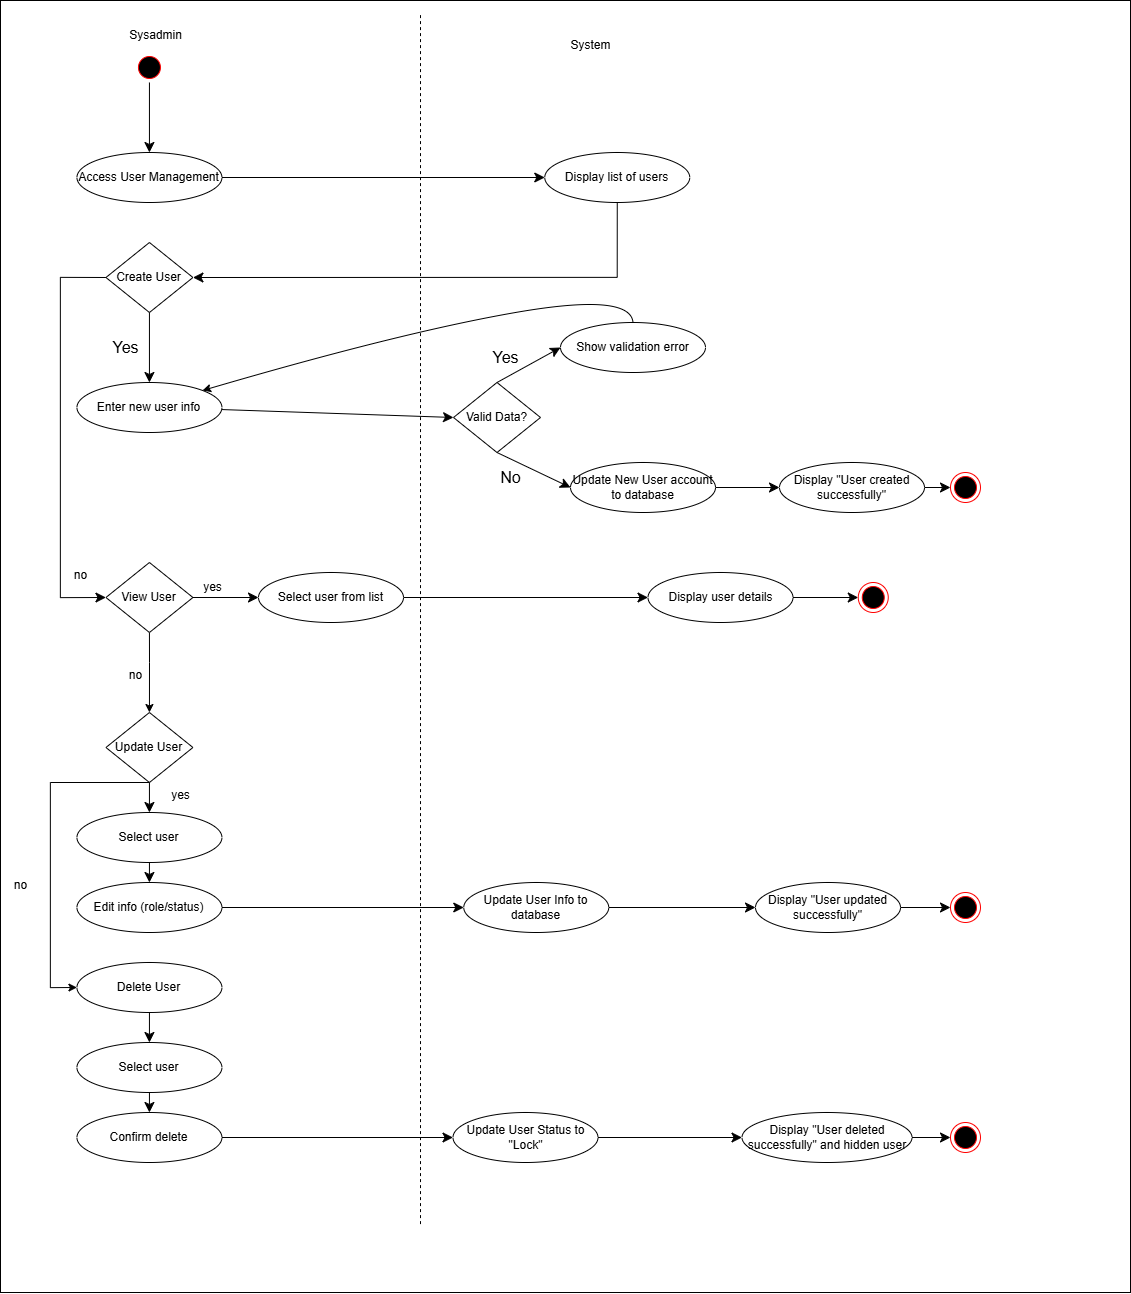 Sysadmin
System
Access User Management
Display list of users
Create User
Yes
Show validation error
Yes
Enter new user info
Valid Data?
No
Update New User account
to database
Display "User created
successfully"
no
View User
yes
Select user from list
Display user details
no
Update User
yes
Select user
no
Edit info (role/status)
Update User Info to
database
Display "User updated
successfully"
Delete User
Select user
Confirm delete
Update User Status to
"Lock"
Display "User deleted
successfully" and hidden user